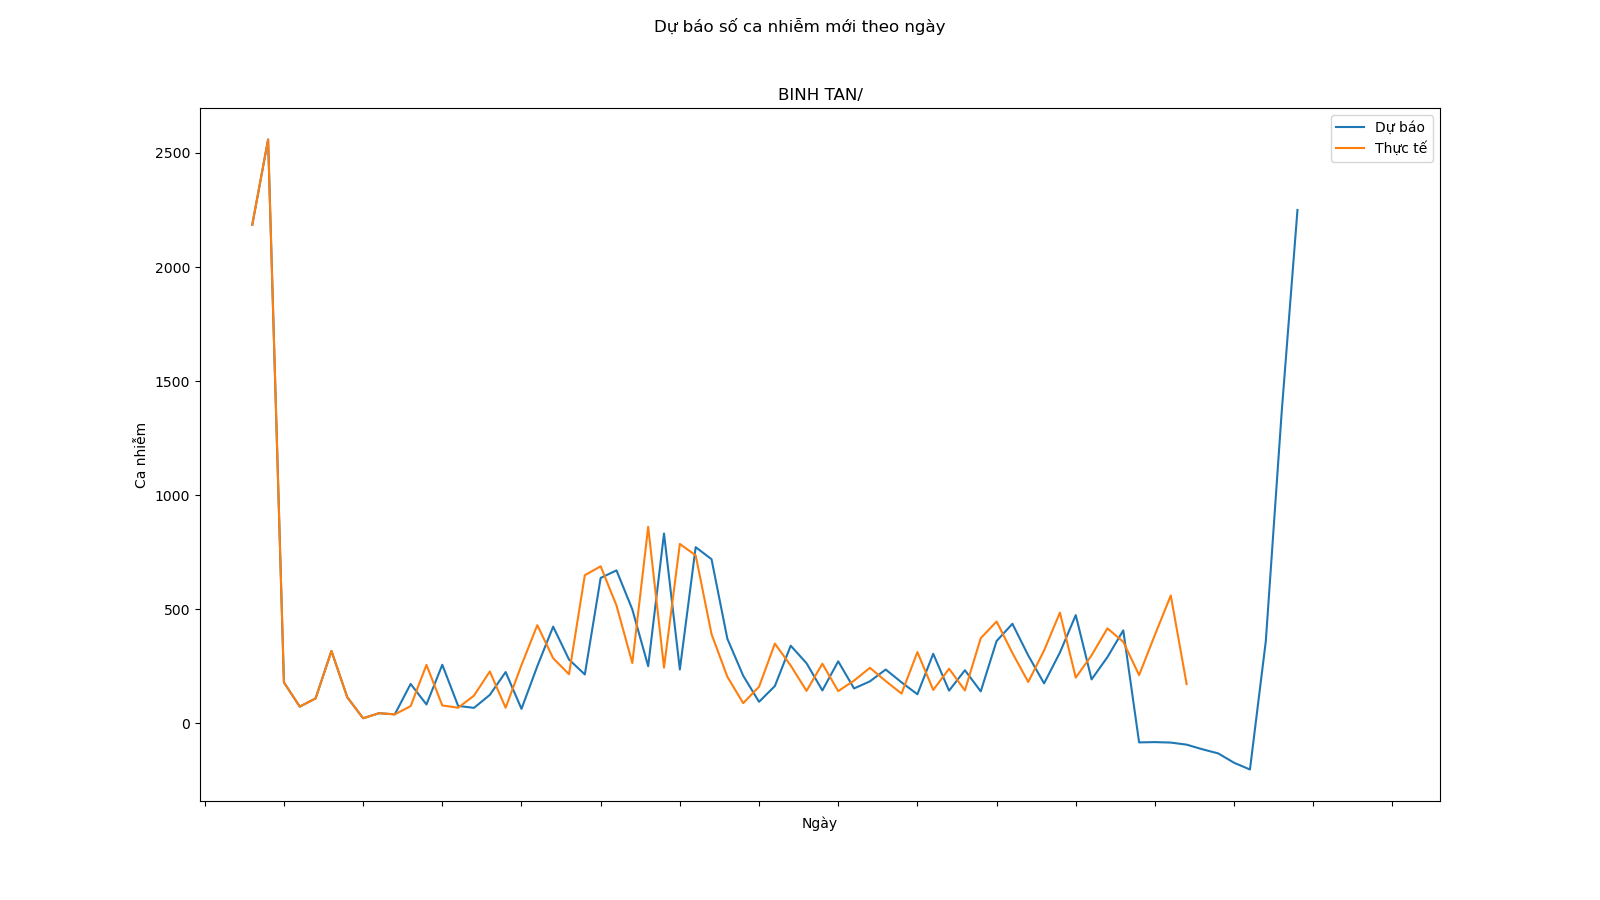 Dự báo số ca nhiễm mới theo ngày
BINH TAN/
Dự báo
Thực tế
2500
2000
1500
1000
500
0
Ca nhiễm
Ngày